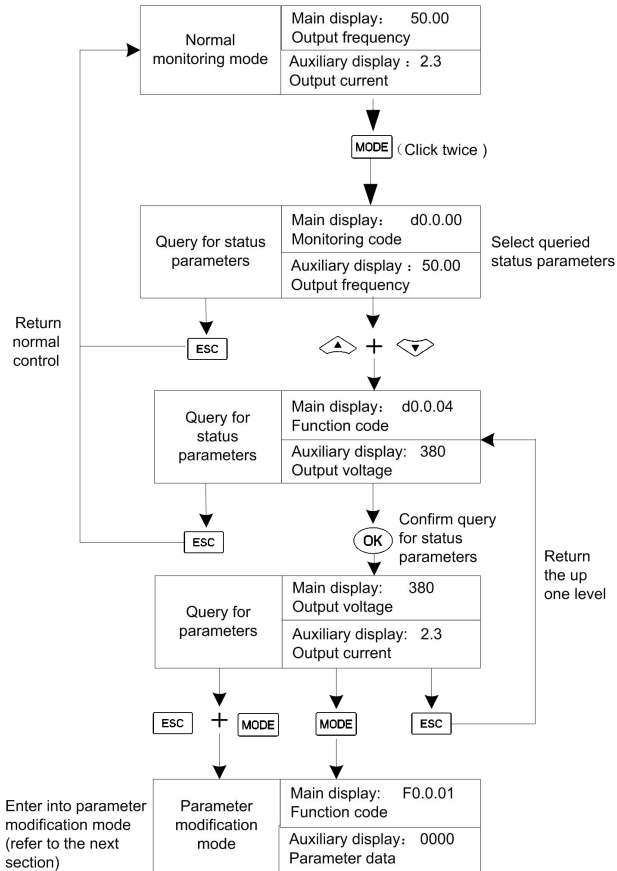 Normal
monitoring mode
Main display： 50.00
Output frequency
Auxiliary display：2.3
Output current
MODE（Click twice）
Query for status
parameters
Main display： d0.0.00
Monitoring code
Auxiliary display：50.00
Output frequency
Select queried
status parameters
Return
normal
control
ESC
+
Query for
status
parameters
Main display： d0.0.04
Function code
Auxiliary display: 380
Output voltage
ESC
OK
Confirm query
for status
parameters
Return
the up
one level
Query for
parameters
Main display: 380
Output voltage
Auxiliary display: 2.3
Output current
ESC + MODE
MODE
ESC
Enter into parameter
modification mode
(refer to the next
section)
Parameter
modification
mode
Main display: F0.0.01
Function code
Auxiliary display： 0000
Parameter data